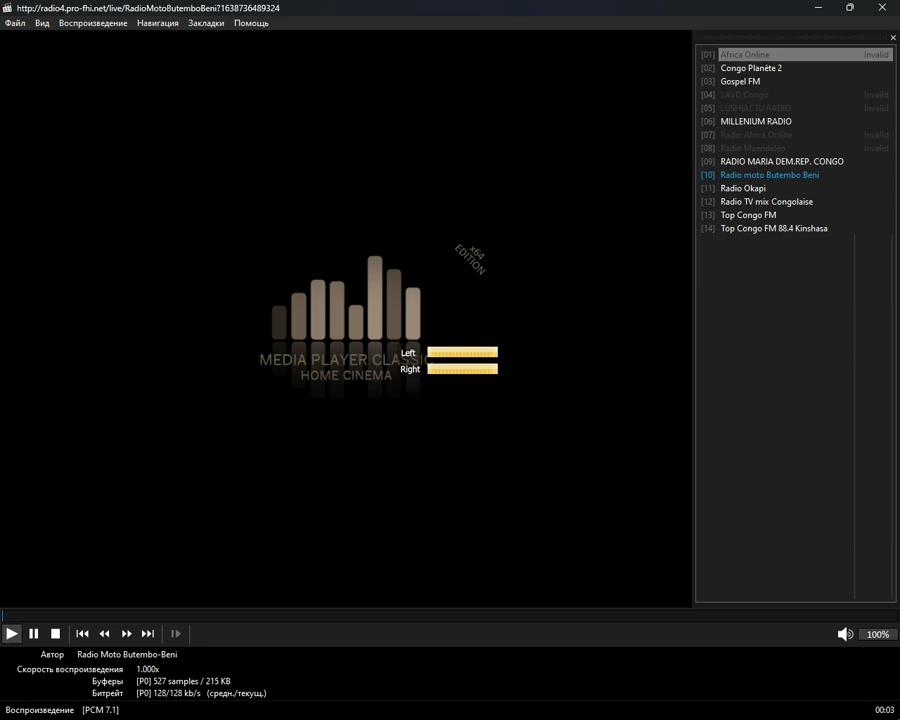 http://radio4.pro-fhi.net/live/RadioMotoButemboBeni?1638736489324
Файл Вид Воспроизведение Навигация Закладки Помощь
[01] Africa Online Invalid
[02] Congo Planète 2
[03] Gospel FM
[04] LAVD Congo Invalid
[05] LUSHIACTU RADIO Invalid
[06] MILLENIUM RADIO
[07] Radio Africa Online Invalid
[08] Radio Maendeleo Invalid
[09] RADIO MARIA DEM.REP. CONGO
[10] Radio moto Butembo Beni
[11] Radio Okapi
[12] Radio TV mix Congolaise
[13] Top Congo FM
[14] Top Congo FM 88.4 Kinshasa
x64
EDITION
MEDIA PLAYER CLASSIC
HOME CINEMA
Left
Right
100%
Автор Radio Moto Butembo-Beni
Скорость воспроизведения 1.000x
Буферы [P0] 527 samples / 215 KB
Битрейт [P0] 128/128 kb/s (средн./текущ.)
Воспроизведение [PCM 7.1] 00:03